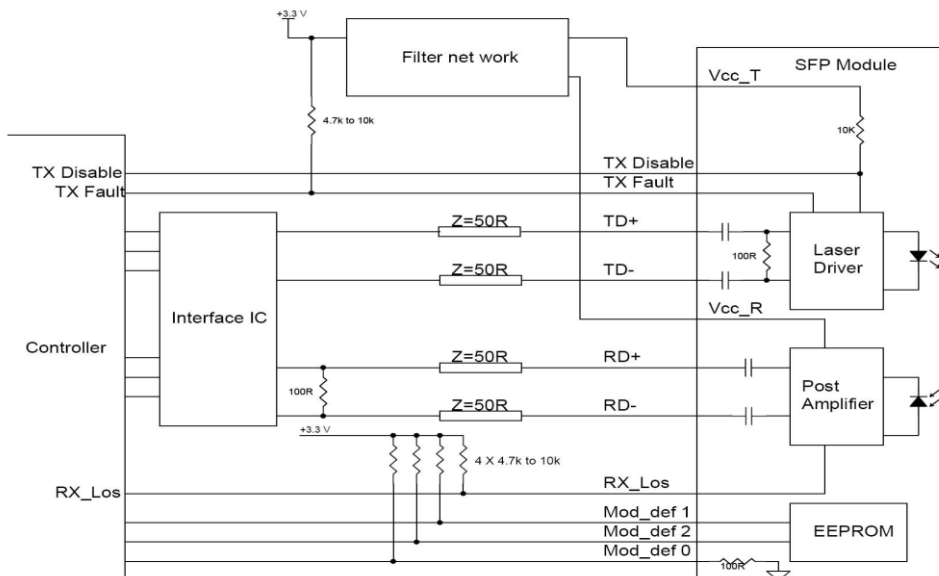 +3.3 V
Filter net work
SFP Module
Vcc_T
4.7k to 10k
10K
TX Disable
TX Disable
TX Fault
TX Fault
Z=50R
TD+
Laser
Driver
100R
Z=50R
TD-
Interface IC
Vcc_R
Controller
Z=50R
RD+
Post
Amplifier
100R
Z=50R
RD-
+3.3 V
4 X 4.7k to 10k
RX_Los
RX_Los
Mod_def 1
Mod_def 2
EEPROM
Mod_def 0
100R